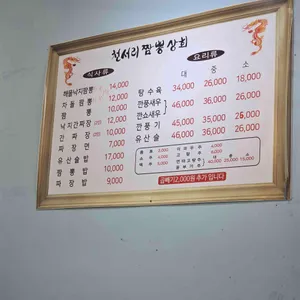 천서리짬뽕상회
식사류
해물낙지짬뽕 14,000
차돌짬뽕 12,000
짬뽕 10,000
낙지간짜장 12,000
간짜장 10,000
짜장면 7,000
유산슬밥 17,000
짬뽕밥 10,000
짜장밥 9,000
요리류
대 중 소
탕수육 34,000 26,000 18,000
깐풍새우
깐쇼새우 46,000 36,000 26,000
깐풍기 45,000 35,000 25,000
유산슬 46,000 36,000 26,000
곱빼기2,000원 추가 입니다